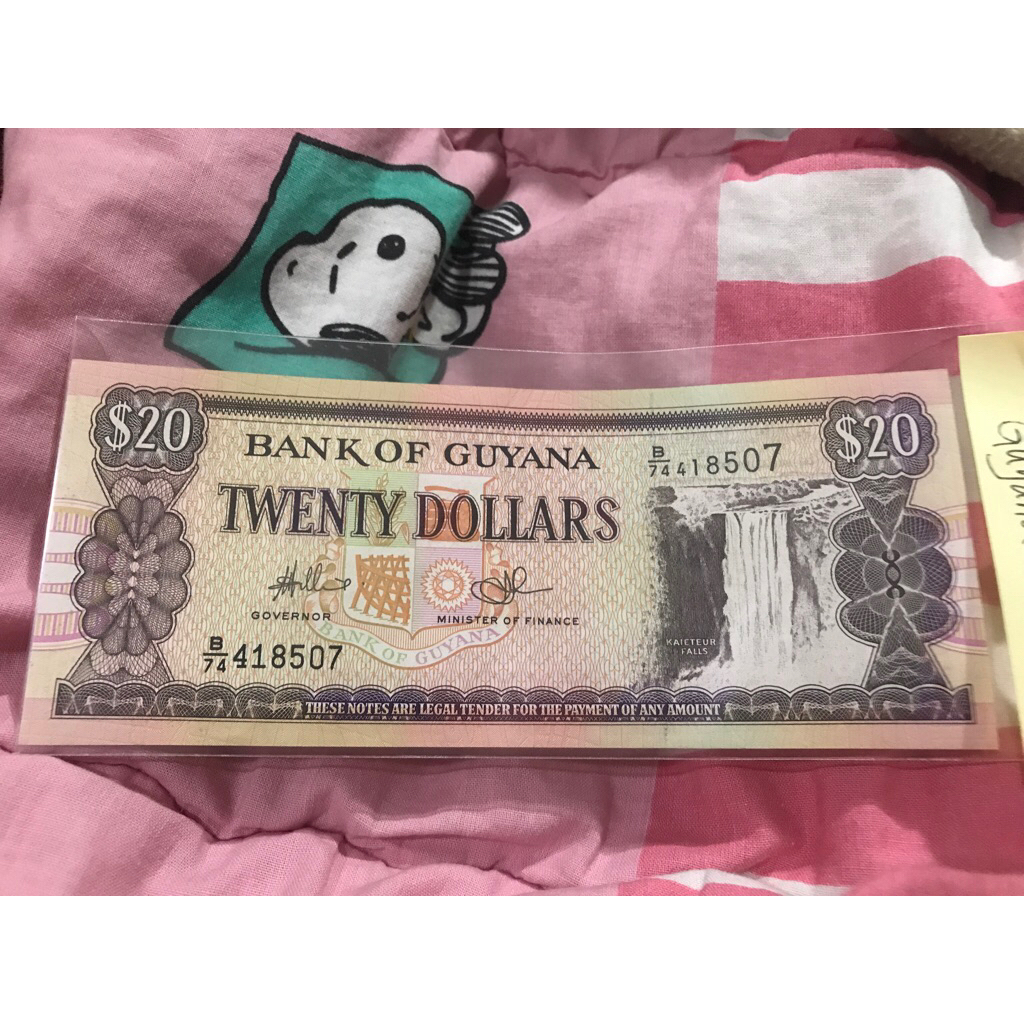 $20
$20
BANK OF GUYANA
B/74 418507
TWENTY DOLLARS
GOVERNOR
MINISTER OF FINANCE
BANK OF GUYANA
KAIETEUR
FALLS
B/74 418507
THESE NOTES ARE LEGAL TENDER FOR THE PAYMENT OF ANY AMOUNT